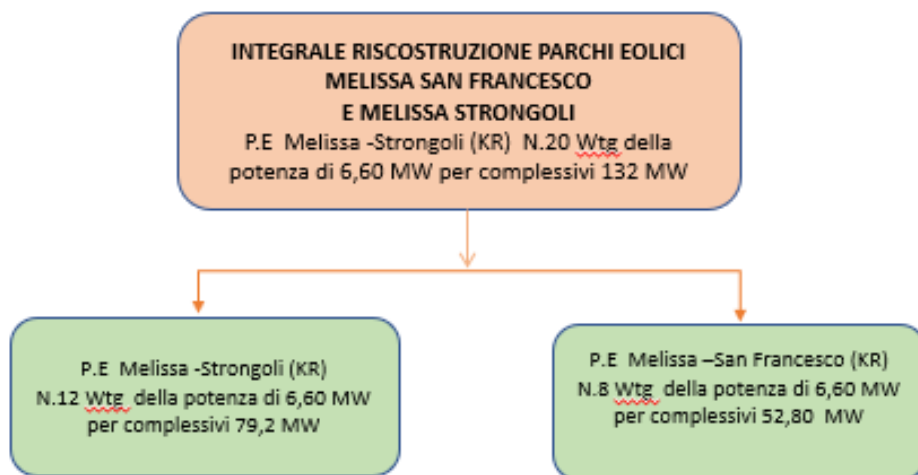 INTEGRALE RISCOSTRUZIONE PARCHI EOLICI
MELISSA SAN FRANCESCO
E MELISSA STRONGOLI
P.E Melissa -Strongoli (KR) N.20 Wtg della
potenza di 6,60 MW per complessivi 132 MW
P.E Melissa -Strongoli (KR)
N.12 Wtg della potenza di 6,60 MW
per complessivi 79,2 MW
P.E Melissa –San Francesco (KR)
N.8 Wtg della potenza di 6,60 MW
per complessivi 52,80 MW